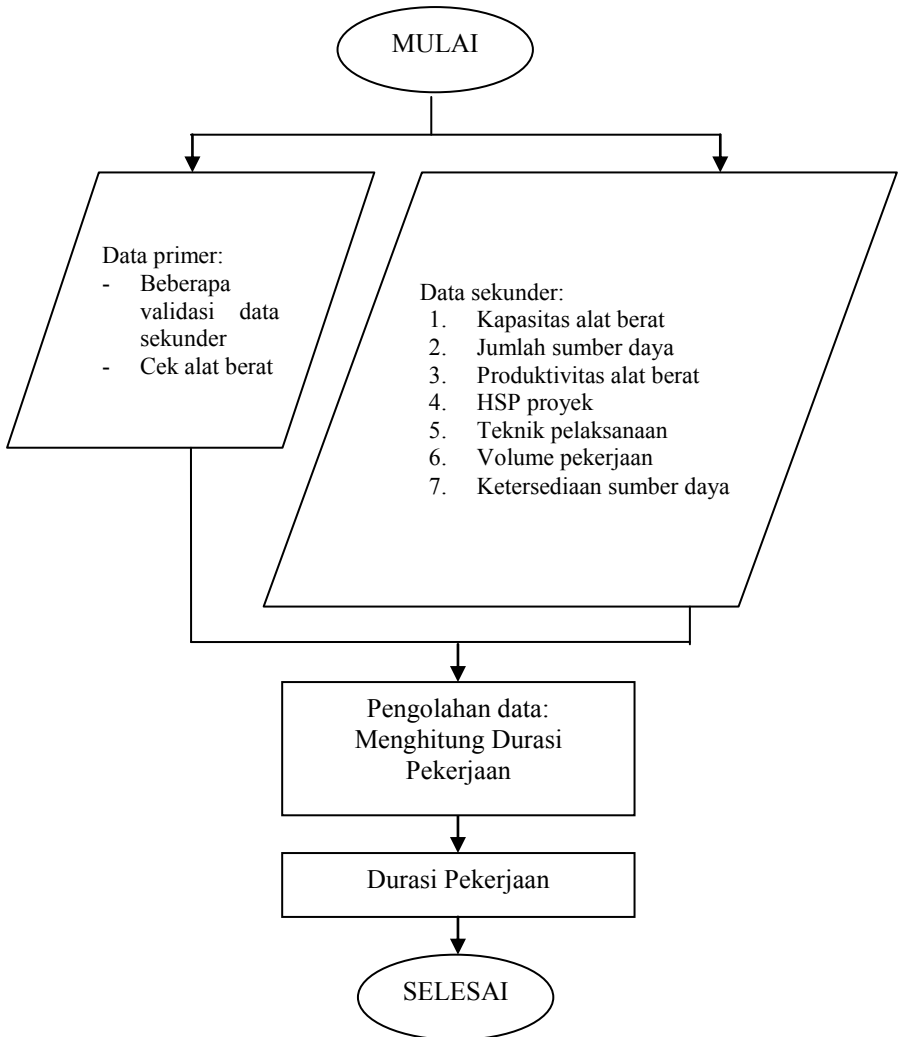 MULAI
Data primer:
- Beberapa
validasi data
sekunder
- Cek alat berat
Data sekunder:
1. Kapasitas alat berat
2. Jumlah sumber daya
3. Produktivitas alat berat
4. HSP proyek
5. Teknik pelaksanaan
6. Volume pekerjaan
7. Ketersediaan sumber daya
Pengolahan data:
Menghitung Durasi
Pekerjaan
Durasi Pekerjaan
SELESAI